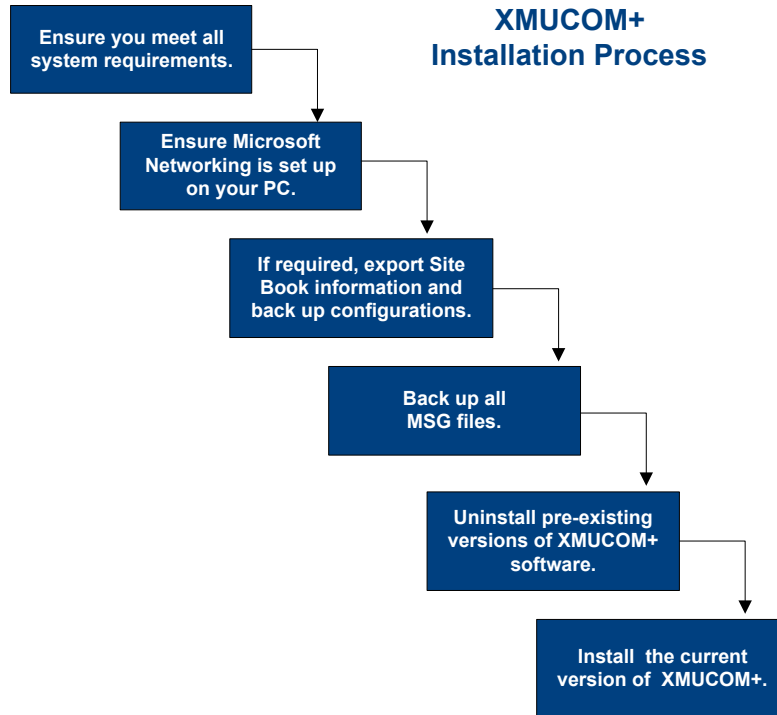 XMUCOM+
Installation Process
Ensure you meet all
system requirements.
Ensure Microsoft
Networking is set up
on your PC.
If required, export Site
Book information and
back up configurations.
Back up all
MSG files.
Uninstall pre-existing
versions of XMUCOM+
software.
Install the current
version of XMUCOM+.